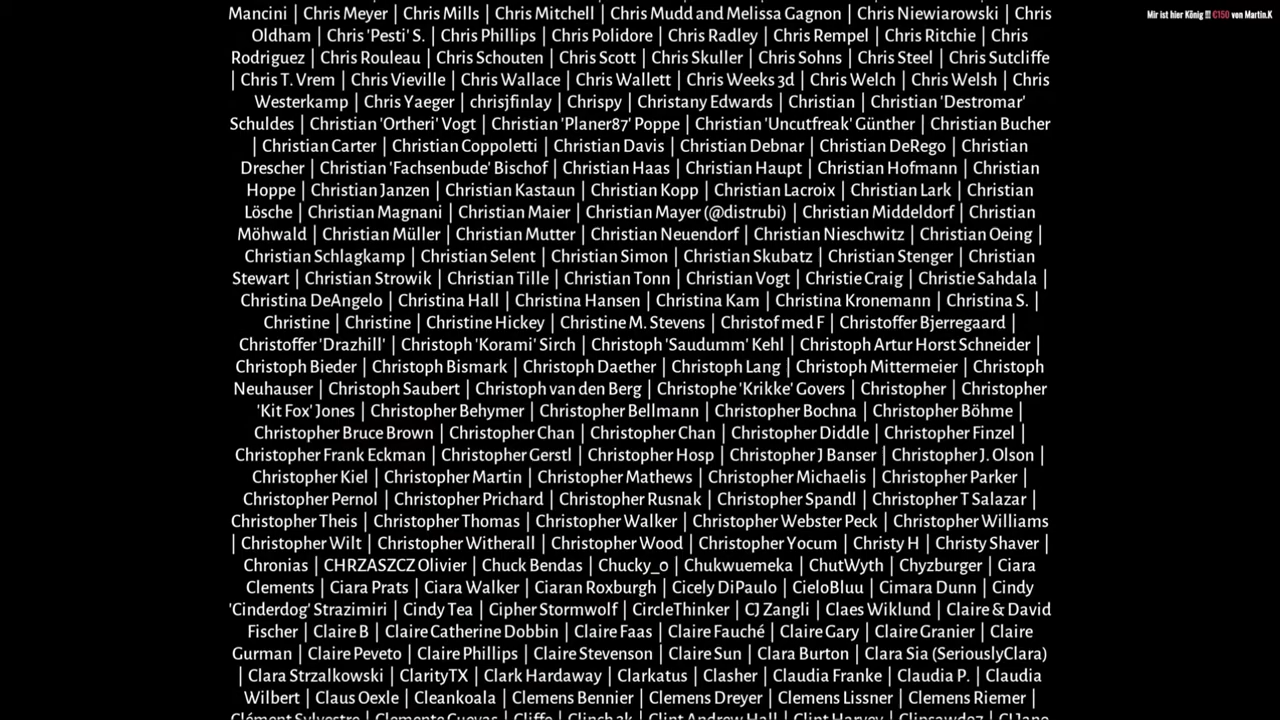 Mancini | Chris Meyer | Chris Mills | Chris Mitchell | Chris Mudd and Melissa Gagnon | Chris Niewiarowski | Chris
Mir ist hier König !!! €150 von Martin.K
Oldham | Chris 'Pesti' S. | Chris Phillips | Chris Polidore | Chris Radley | Chris Rempel | Chris Ritchie | Chris
Rodriguez | Chris Rouleau | Chris Schouten | Chris Scott | Chris Skuller | Chris Sohns | Chris Steel | Chris Sutcliffe
| Chris T. Vrem | Chris Vieville | Chris Wallace | Chris Wallett | Chris Weeks 3d | Chris Welch | Chris Welsh | Chris
Westerkamp | Chris Yaeger | chrisjfinlay | Chrispy | Christany Edwards | Christian | Christian 'Destromar'
Schuldes | Christian 'Ortheri' Vogt | Christian 'Planer87' Poppe | Christian 'Uncutfreak' Günther | Christian Bucher
| Christian Carter | Christian Coppoletti | Christian Davis | Christian Debnar | Christian DeRego | Christian
Drescher | Christian 'Fachsenbude' Bischof | Christian Haas | Christian Haupt | Christian Hofmann | Christian
Hoppe | Christian Janzen | Christian Kastaun | Christian Kopp | Christian Lacroix | Christian Lark | Christian
Lösche | Christian Magnani | Christian Maier | Christian Mayer (@distrubi) | Christian Middeldorf | Christian
Möhwald | Christian Müller | Christian Mutter | Christian Neuendorf | Christian Nieschwitz | Christian Oeing |
Christian Schlagkamp | Christian Selent | Christian Simon | Christian Skubatz | Christian Stenger | Christian
Stewart | Christian Strowik | Christian Tille | Christian Tonn | Christian Vogt | Christie Craig | Christie Sahdala |
Christina DeAngelo | Christina Hall | Christina Hansen | Christina Kam | Christina Kronemann | Christina S. |
Christine | Christine | Christine Hickey | Christine M. Stevens | Christof med F | Christoffer Bjerregaard |
Christoffer 'Drazhill' | Christoph 'Korami' Sirch | Christoph 'Saudumm' Kehl | Christoph Artur Horst Schneider |
Christoph Bieder | Christoph Bismark | Christoph Daether | Christoph Lang | Christoph Mittermeier | Christoph
Neuhauser | Christoph Saubert | Christoph van den Berg | Christophe 'Krikke' Govers | Christopher | Christopher
'Kit Fox' Jones | Christopher Behymer | Christopher Bellmann | Christopher Bochna | Christopher Böhme |
Christopher Bruce Brown | Christopher Chan | Christopher Chan | Christopher Diddle | Christopher Finzel |
Christopher Frank Eckman | Christopher Gerstl | Christopher Hosp | Christopher J Banser | Christopher J. Olson |
Christopher Kiel | Christopher Martin | Christopher Mathews | Christopher Michaelis | Christopher Parker |
Christopher Pernol | Christopher Prichard | Christopher Rusnak | Christopher Spandl | Christopher T Salazar |
Christopher Theis | Christopher Thomas | Christopher Walker | Christopher Webster Peck | Christopher Williams
| Christopher Wilt | Christopher Witherall | Christopher Wood | Christopher Yocum | Christy H | Christy Shaver |
Chronias | CHRZASZCZ Olivier | Chuck Bendas | Chucky_0 | Chukwuemeka | ChutWyth | Chyzburger | Ciara
Clements | Ciara Prats | Ciara Walker | Ciaran Roxburgh | Cicely DiPaulo | CieloBluu | Cimara Dunn | Cindy
'Cinderdog' Strazimiri | Cindy Tea | Cipher Stormwolf | CircleThinker | CJ Zangli | Claes Wiklund | Claire & David
Fischer | Claire B | Claire Catherine Dobbin | Claire Faas | Claire Fauché | Claire Gary | Claire Granier | Claire
Gurman | Claire Peveto | Claire Phillips | Claire Stevenson | Claire Sun | Clara Burton | Clara Sia (SeriouslyClara)
| Clara Strzalkowski | ClarityTX | Clark Hardaway | Clarkatus | Clasher | Claudia Franke | Claudia P. | Claudia
Wilbert | Claus Oexle | Cleankoala | Clemens Bennier | Clemens Dreyer | Clemens Lissner | Clemens Riemer |
Clément Sylvestre | Clemente Cuevas | Cliffe | Clinch2k | Clint Andrew Hall | Clint Harvey |